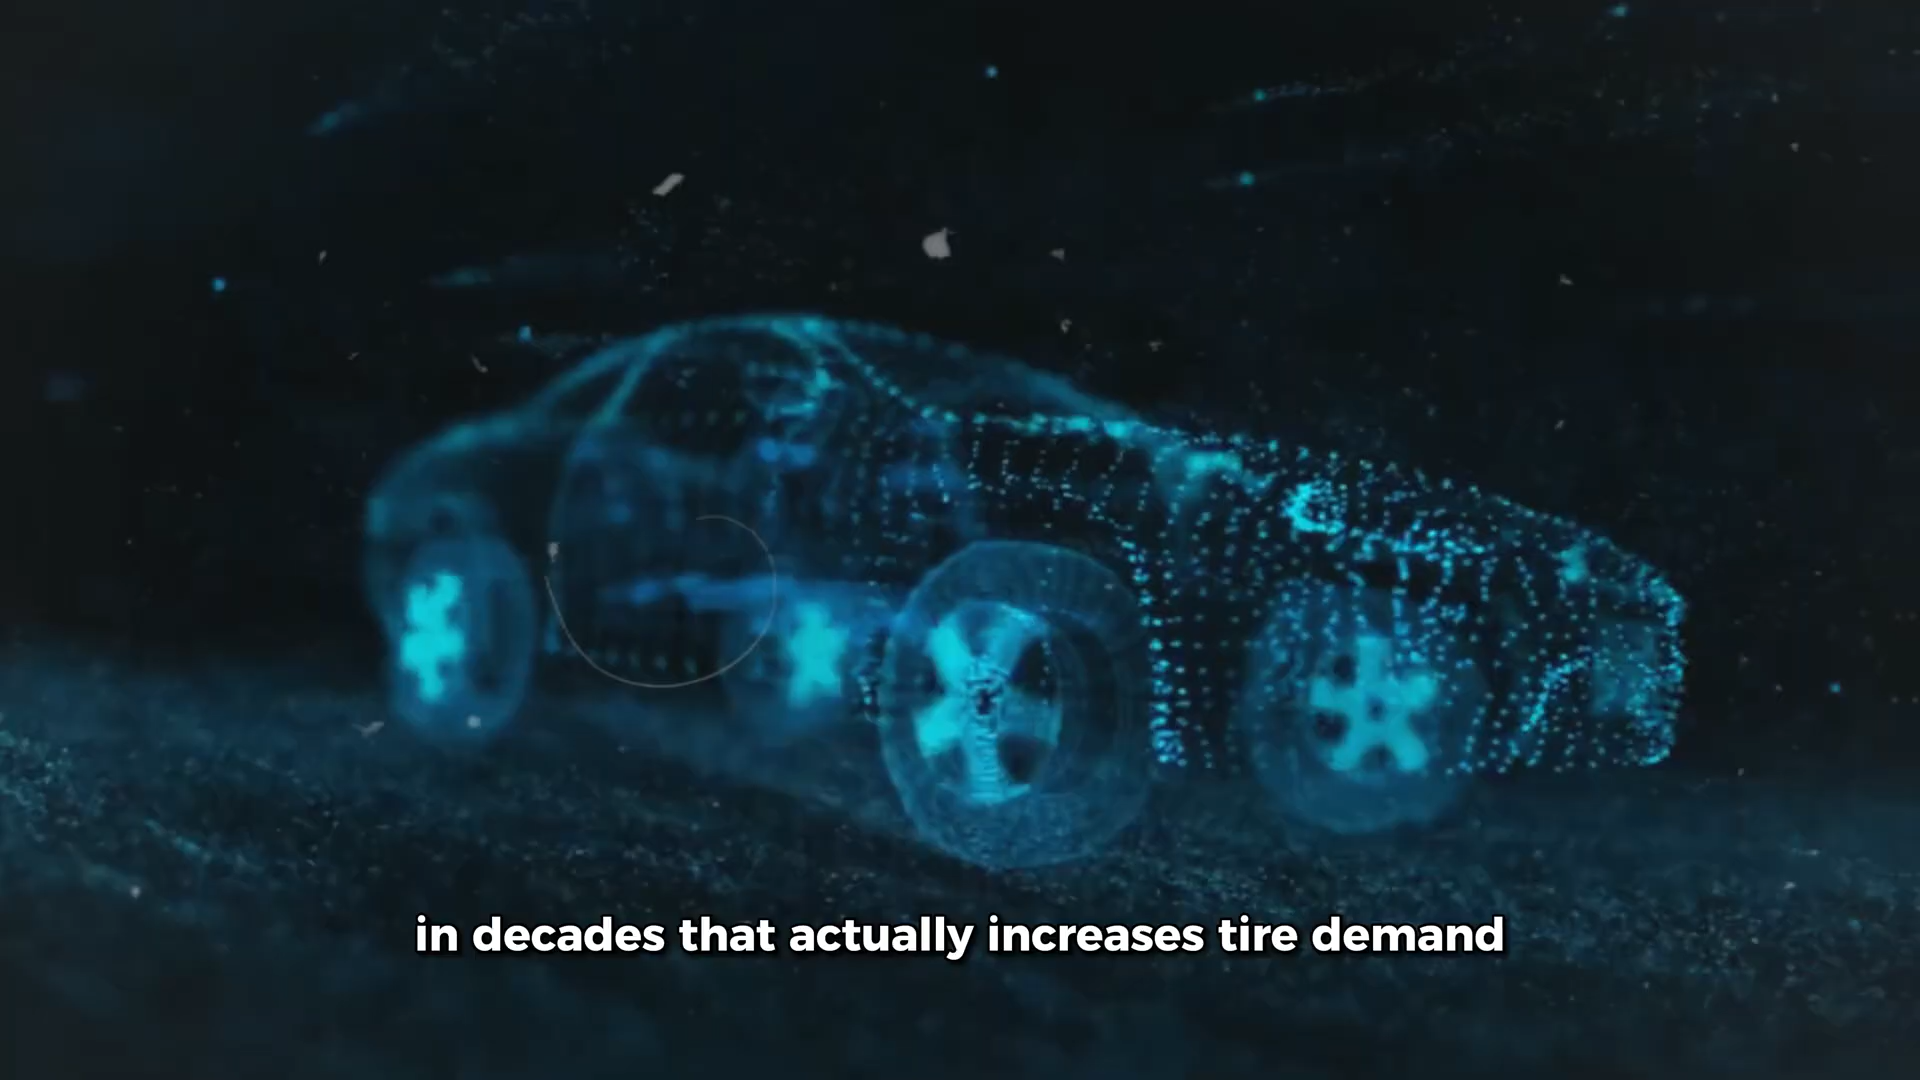 in decades that actually increases tire demand